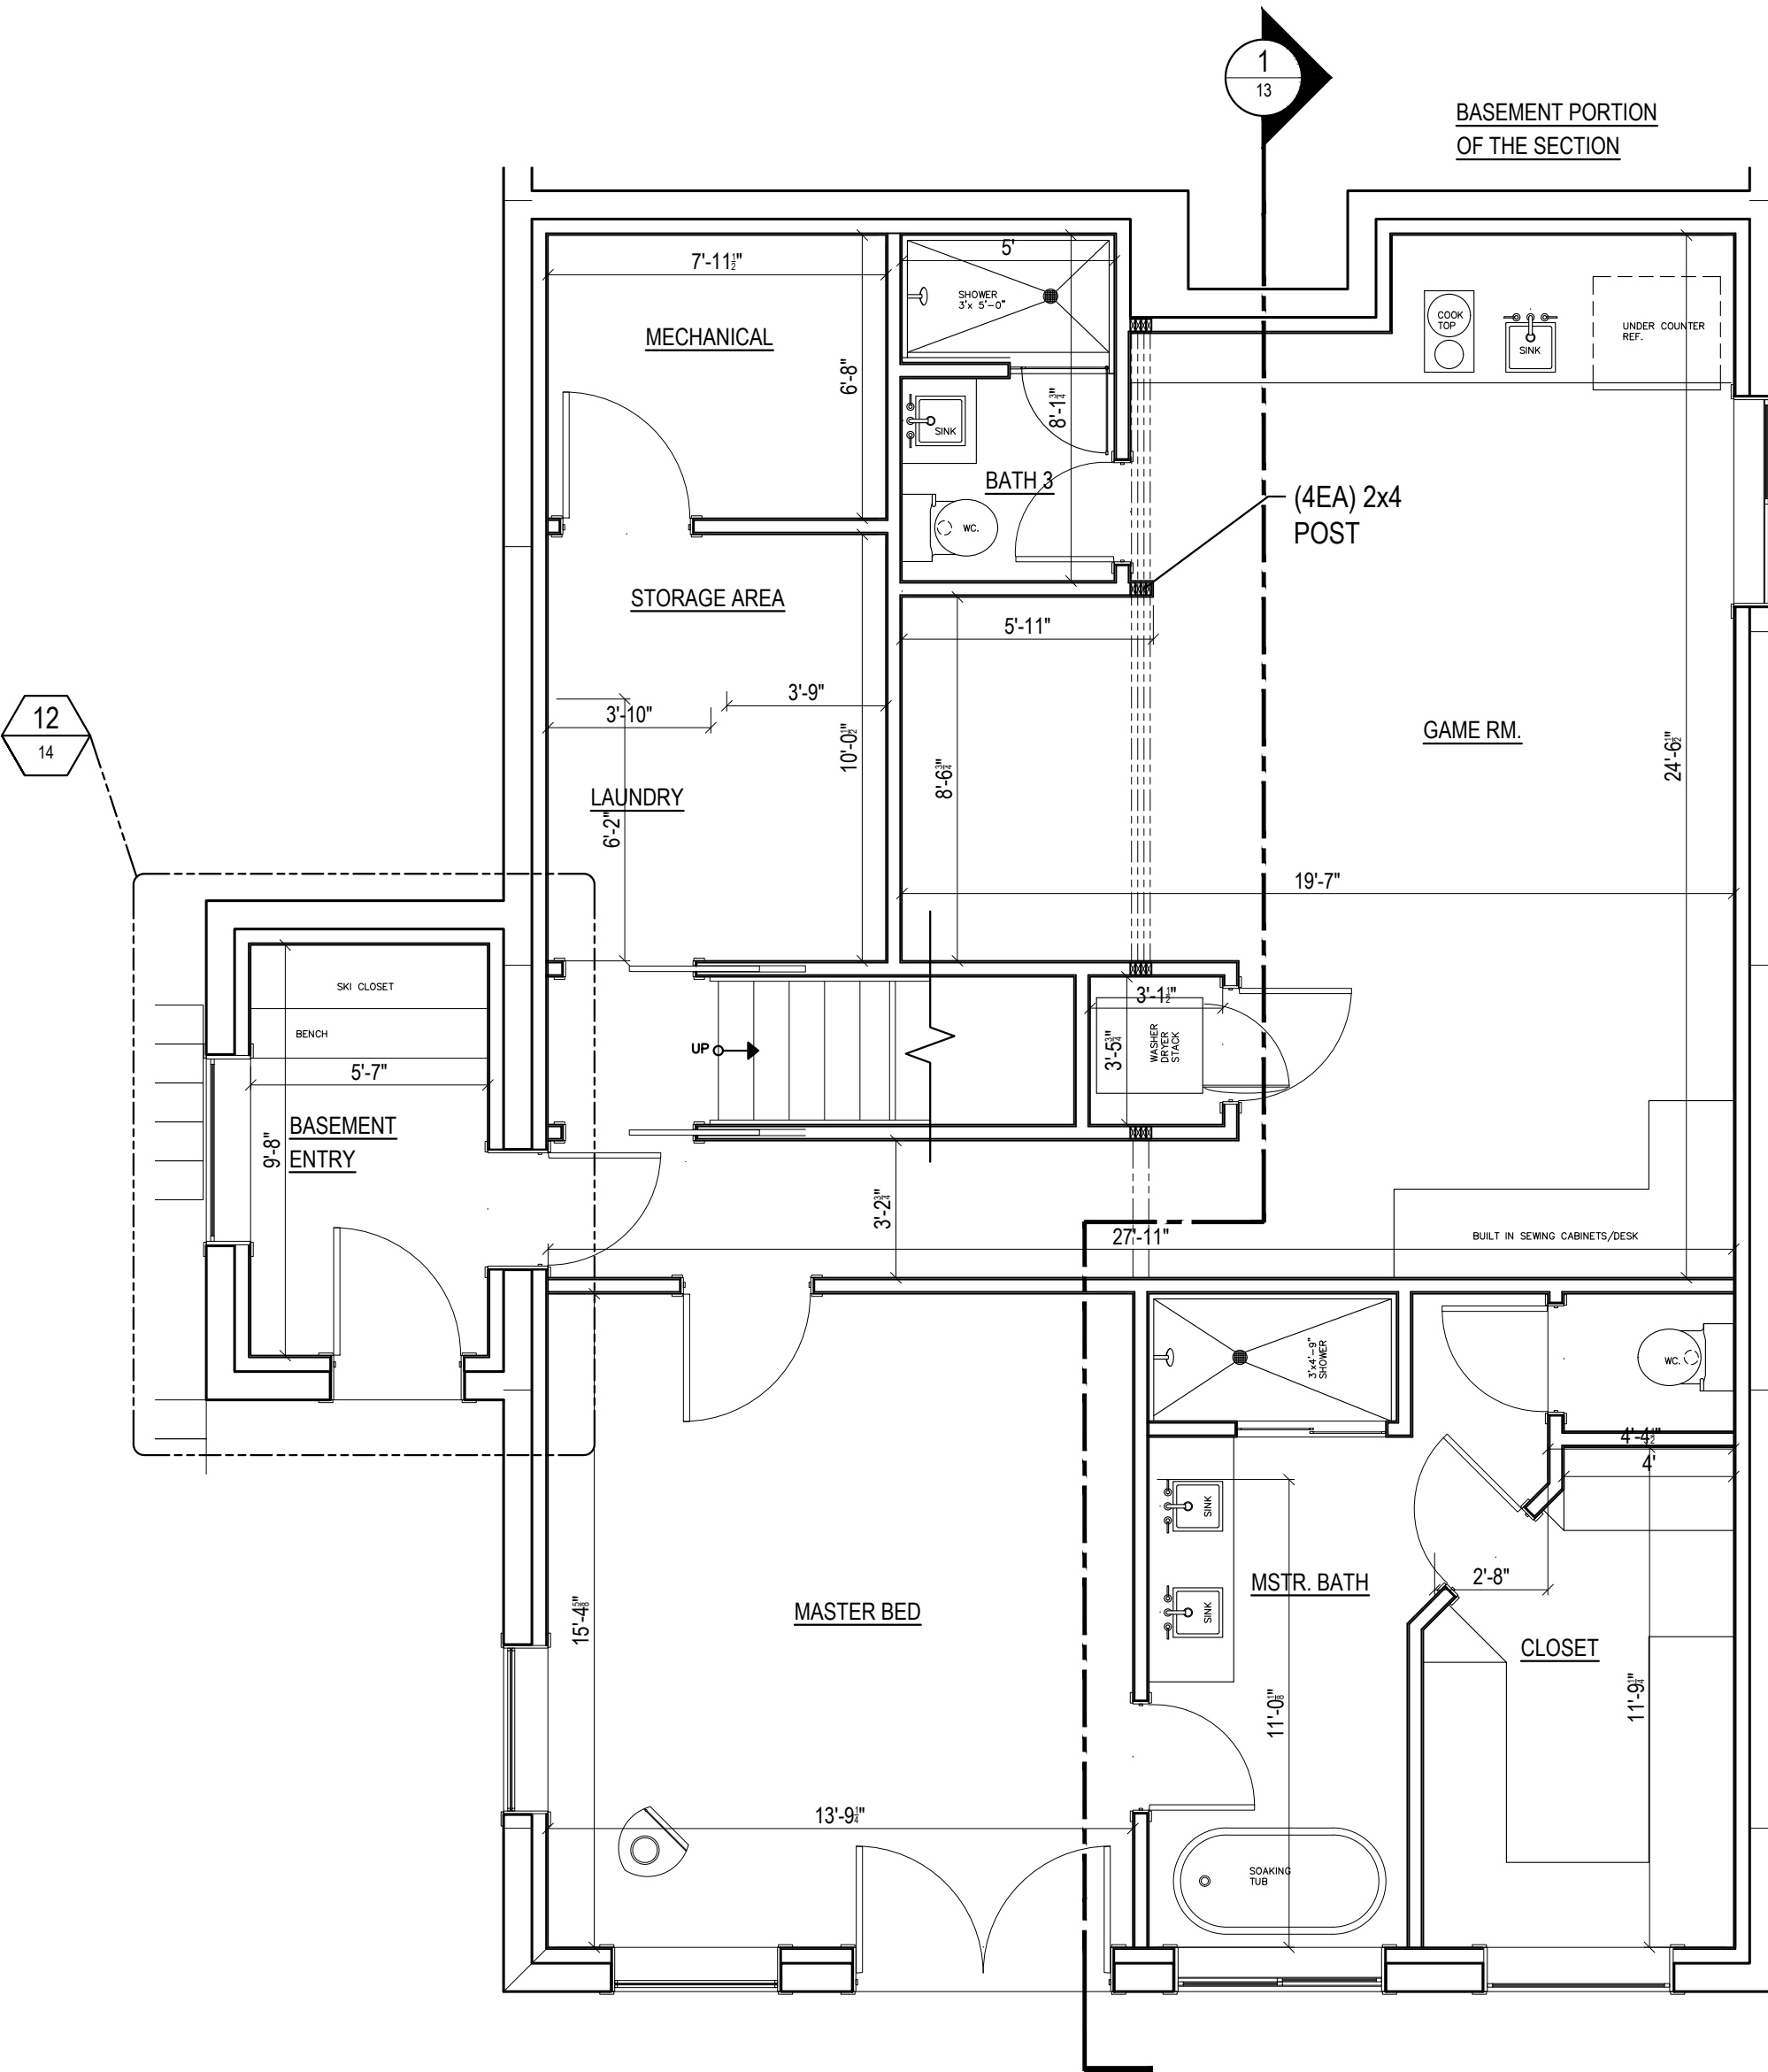 1
13
BASEMENT PORTION
OF THE SECTION
7'-11½"
5'
SHOWER
3'x 5'-0"
COOK
TOP
SINK
UNDER COUNTER
REF.
MECHANICAL
6'-8"
8'-1¾"
SINK
BATH 3
WC.
(4EA) 2x4
POST
STORAGE AREA
5'-11"
3'-9"
3'-10"
12
14
10'-0½"
GAME RM.
24'-6½"
8'-6¾"
LAUNDRY
6'-2"
19'-7"
SKI CLOSET
BENCH
3'-1½"
UP
3'-5¾"
WASHER
DRYER
STACK
5'-7"
BASEMENT
ENTRY
9'-8"
3'-2¾"
27'-11"
BUILT IN SEWING CABINETS/DESK
3'x4'-9"
SHOWER
WC.
4'-4½"
4'
SINK
2'-8"
MSTR. BATH
SINK
MASTER BED
15'-4⅝"
CLOSET
11'-0⅛"
11'-9¼"
13'-9¼"
SOAKING
TUB